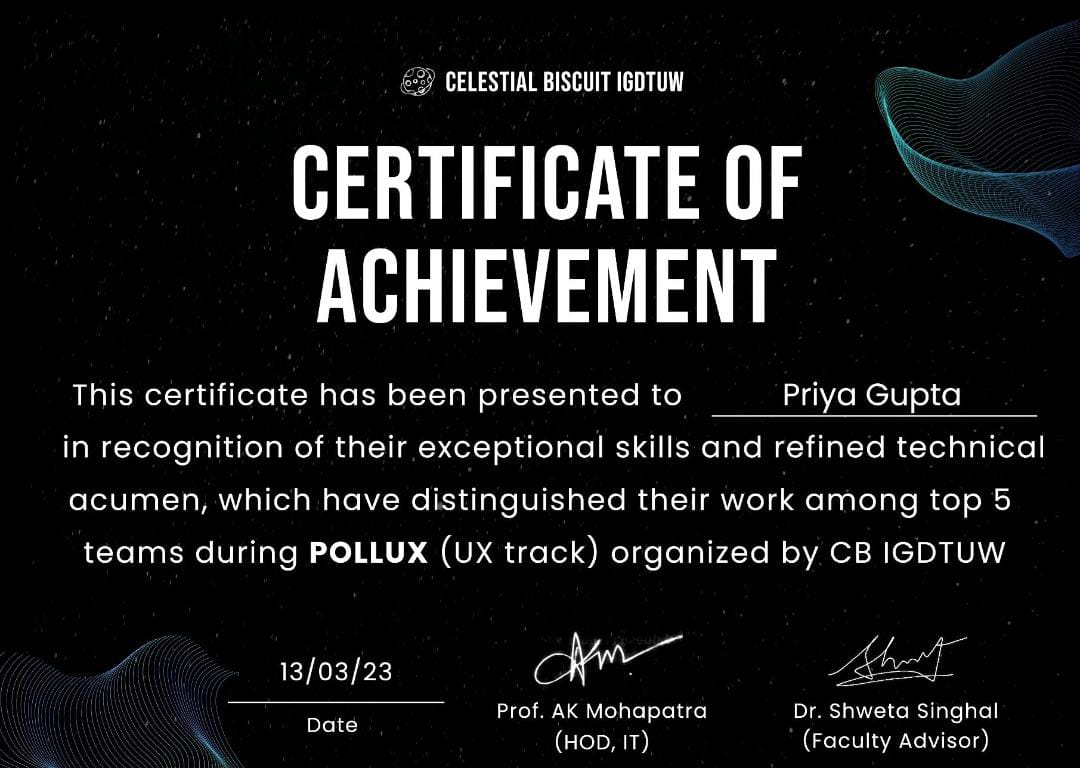 CELESTIAL BISCUIT IGDTUW
CERTIFICATE OF
ACHIEVEMENT
This certificate has been presented to Priya Gupta
in recognition of their exceptional skills and refined technical
acumen, which have distinguished their work among top 5
teams during POLLUX (UX track) organized by CB IGDTUW
13/03/23
Date
Prof. AK Mohapatra
(HOD, IT)
Dr. Shweta Singhal
(Faculty Advisor)